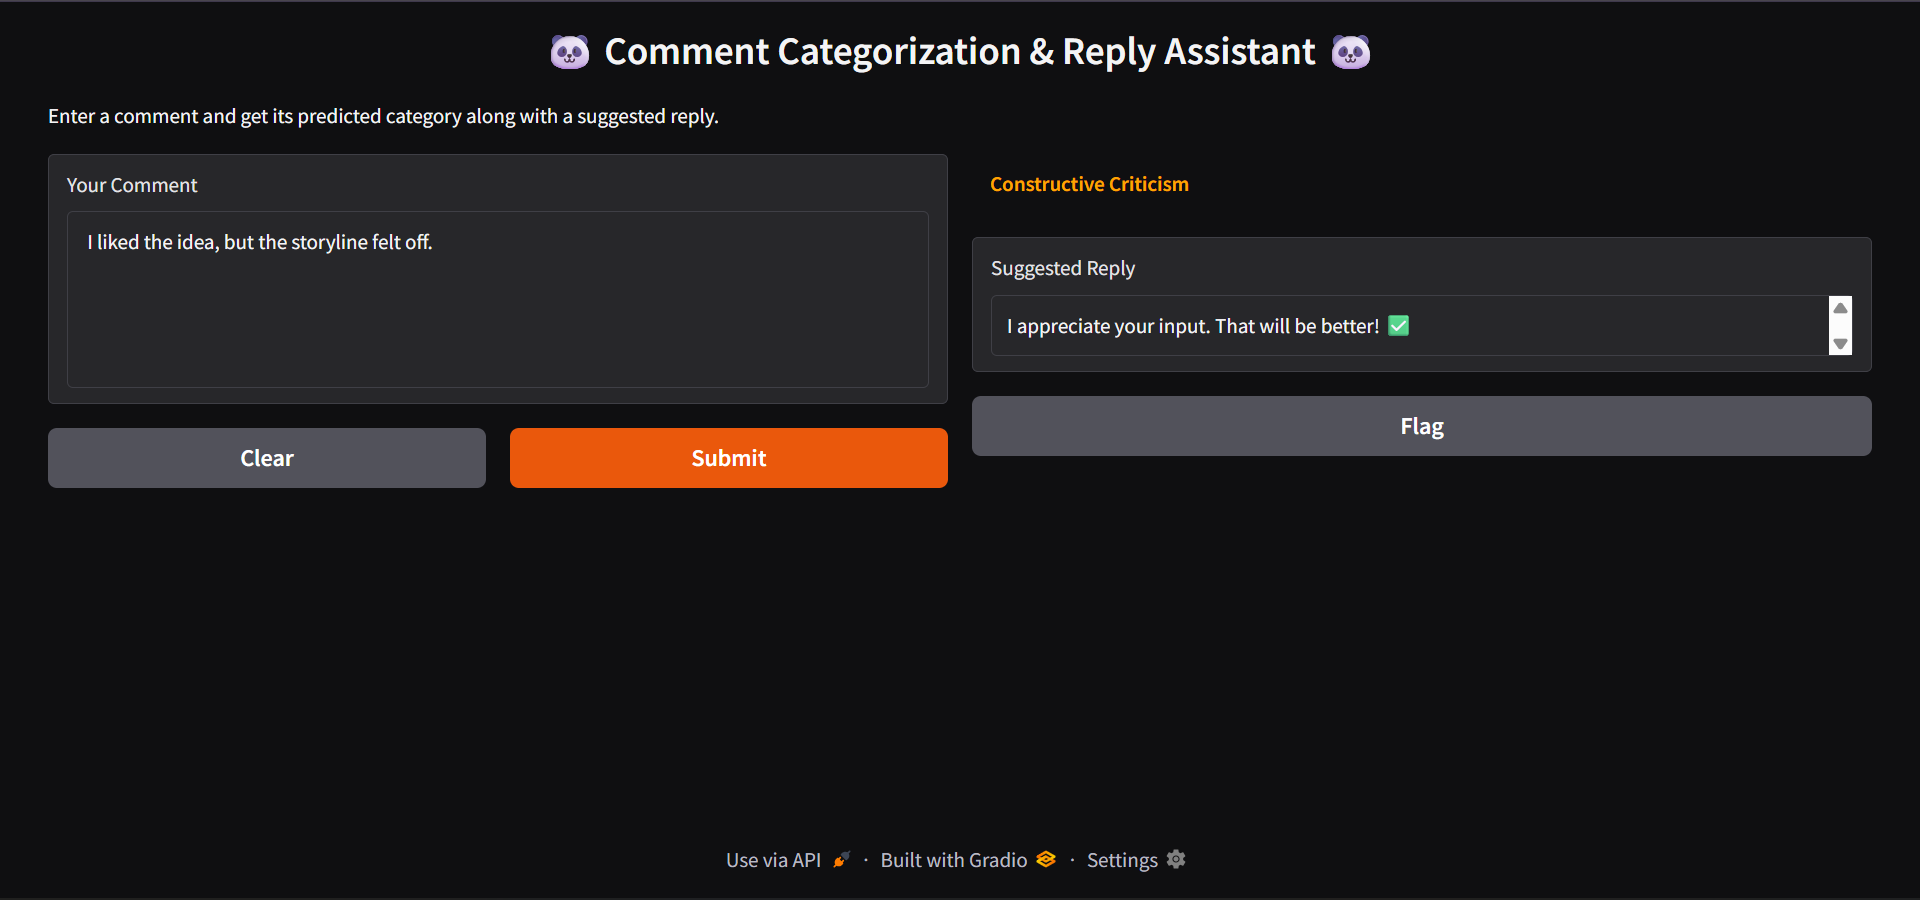 🐼 Comment Categorization & Reply Assistant 🐼
Enter a comment and get its predicted category along with a suggested reply.
Your Comment
I liked the idea, but the storyline felt off.
Clear
Submit
Constructive Criticism
Suggested Reply
I appreciate your input. That will be better! ✅
Flag
Use via API · Built with Gradio · Settings